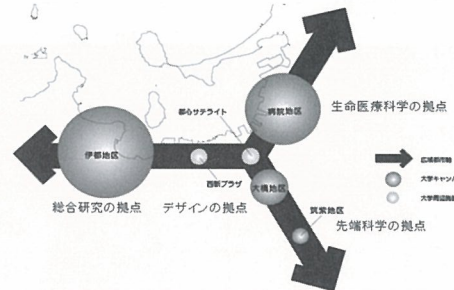 都心サテライト
病院地区
生命医療科学の拠点
伊都地区
西新プラザ
大橋地区
総合研究の拠点
デザインの拠点
筑紫地区
先端科学の拠点
広域都市軸
大学キャンパス
大学周辺施設